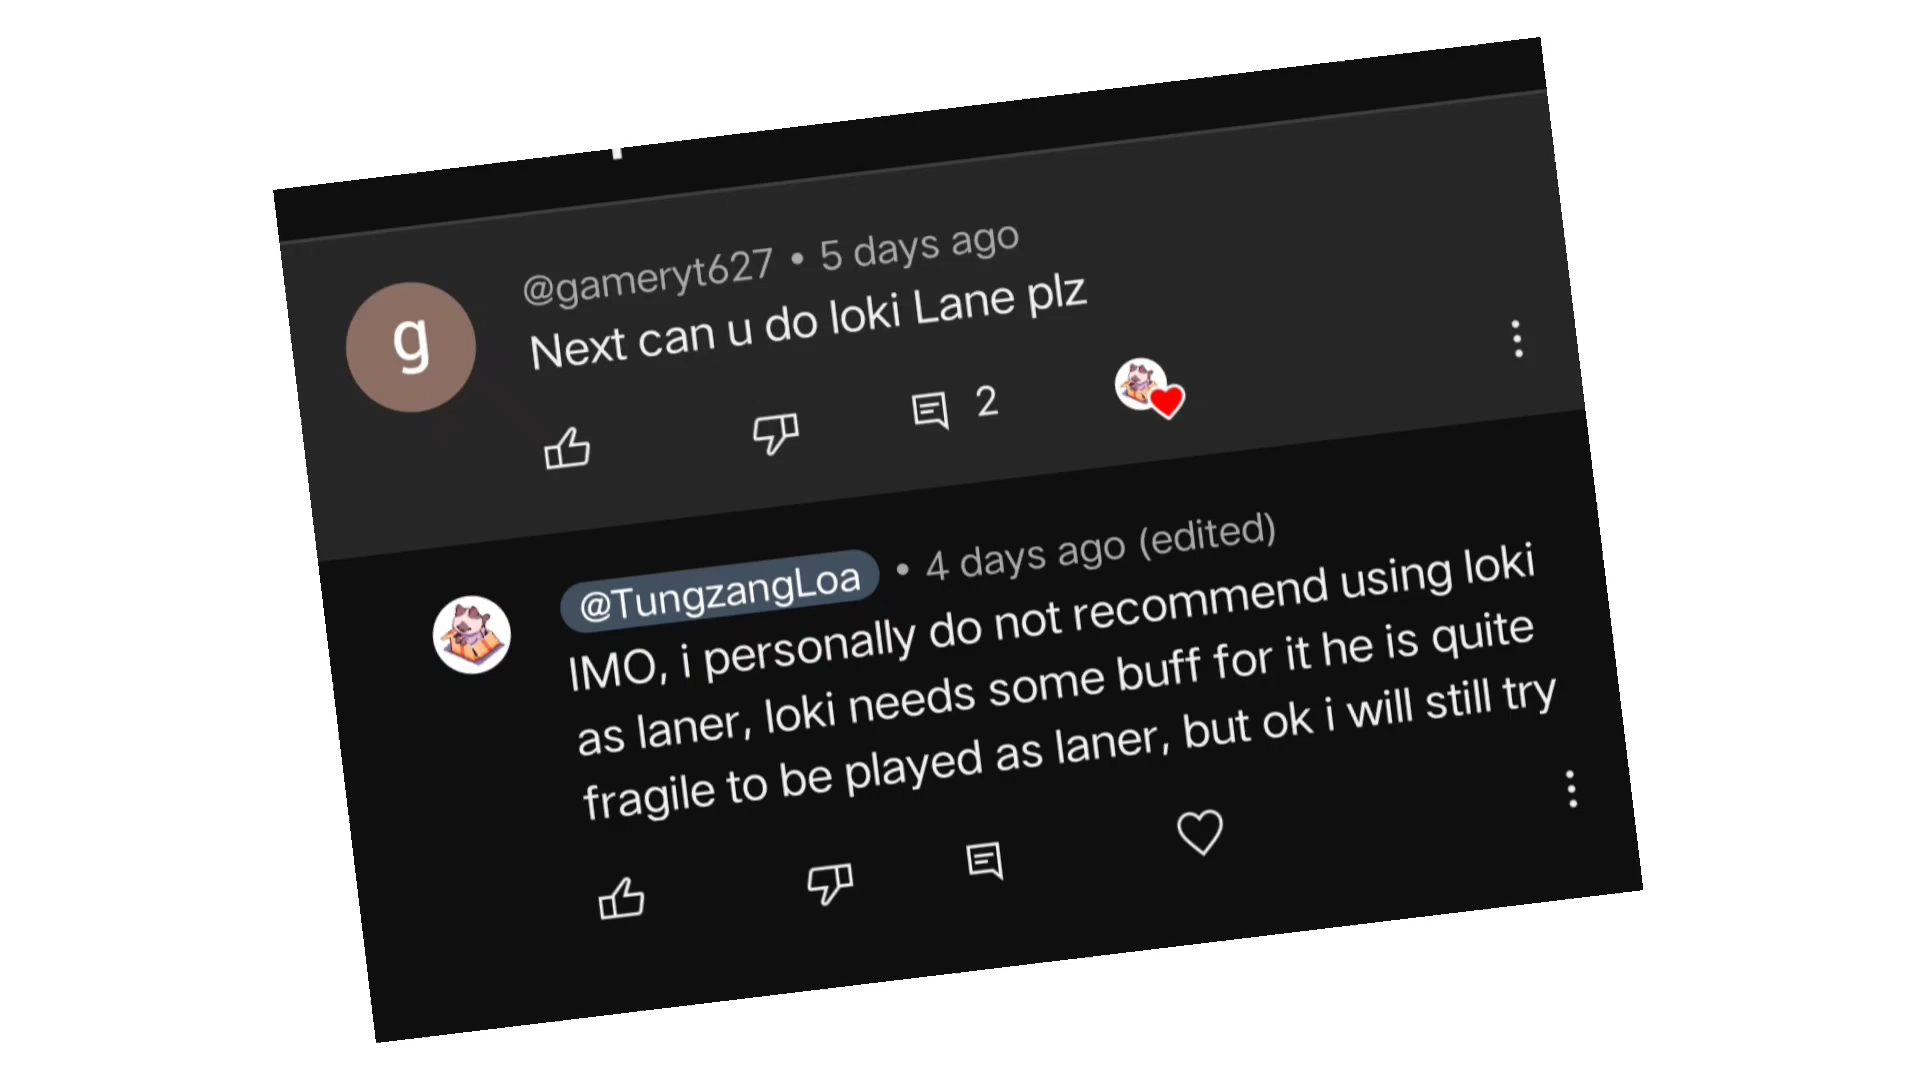 @gameryt627 • 5 days ago
Next can u do loki Lane plz
2
@TungzangLoa • 4 days ago (edited)
IMO, i personally do not recommend using loki
as laner, loki needs some buff for it he is quite
fragile to be played as laner, but ok i will still try